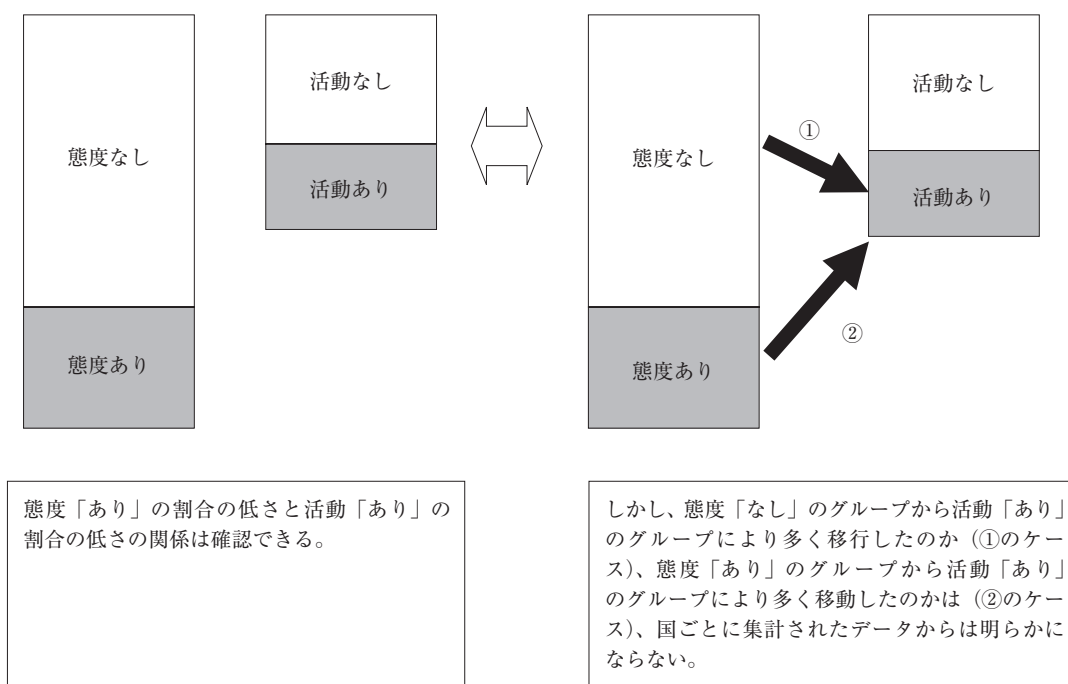 態度なし
態度あり
活動なし
活動あり
態度なし
態度あり
①
②
活動なし
活動あり
態度「あり」の割合の低さと活動「あり」の
割合の低さの関係は確認できる。
しかし、態度「なし」のグループから活動「あり」
のグループにより多く移行したのか（①のケー
ス）、態度「あり」のグループから活動「あり」
のグループにより多く移動したのかは（②のケー
ス）、国ごとに集計されたデータからは明らかに
ならない。